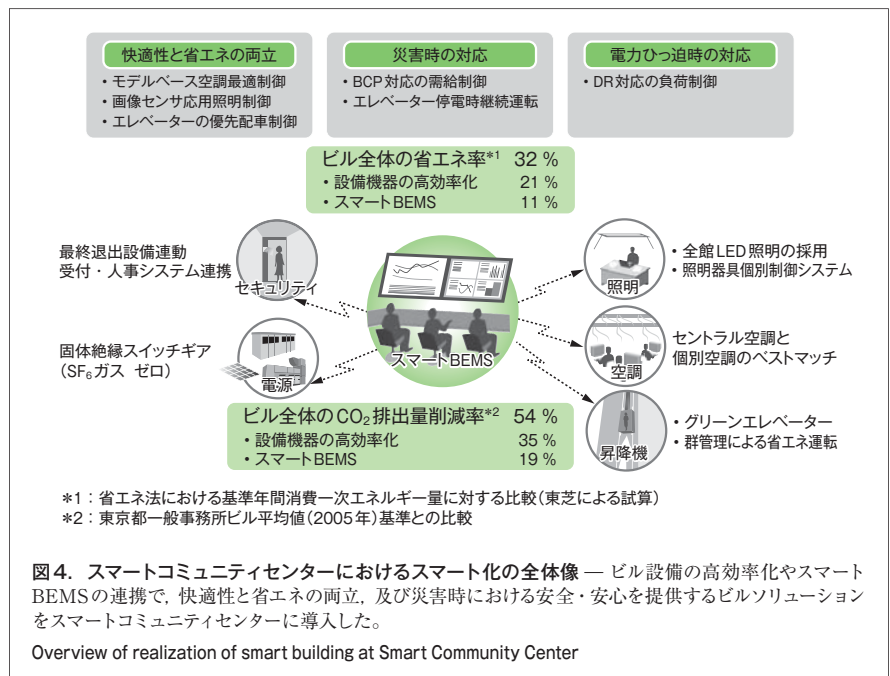 快適性と省エネの両立
・モデルベース空調最適制御
・画像センサ応用照明制御
・エレベーターの優先配車制御
災害時の対応
・BCP対応の需給制御
・エレベーター停電時継続運転
電力ひっ迫時の対応
・DR対応の負荷制御
ビル全体の省エネ率*1 32 %
・設備機器の高効率化 21 %
・スマートBEMS 11 %
最終退出設備連動
受付・人事システム連携
セキュリティ
固体絶縁スイッチギア
（SF₆ガス ゼロ）
電源
スマートBEMS
照明
・全館LED照明の採用
・照明器具個別制御システム
空調
セントラル空調と
個別空調のベストマッチ
昇降機
・グリーンエレベーター
・群管理による省エネ運転
ビル全体のCO₂排出量削減率*2 54 %
・設備機器の高効率化 35 %
・スマートBEMS 19 %
*1：省エネ法における基準年間消費一次エネルギー量に対する比較（東芝による試算）
*2：東京都一般事務所ビル平均値（2005年）基準との比較
図4. スマートコミュニティセンターにおけるスマート化の全体像 ― ビル設備の高効率化やスマート
BEMSの連携で，快適性と省エネの両立，及び災害時における安全・安心を提供するビルソリューション
をスマートコミュニティセンターに導入した。
Overview of realization of smart building at Smart Community Center